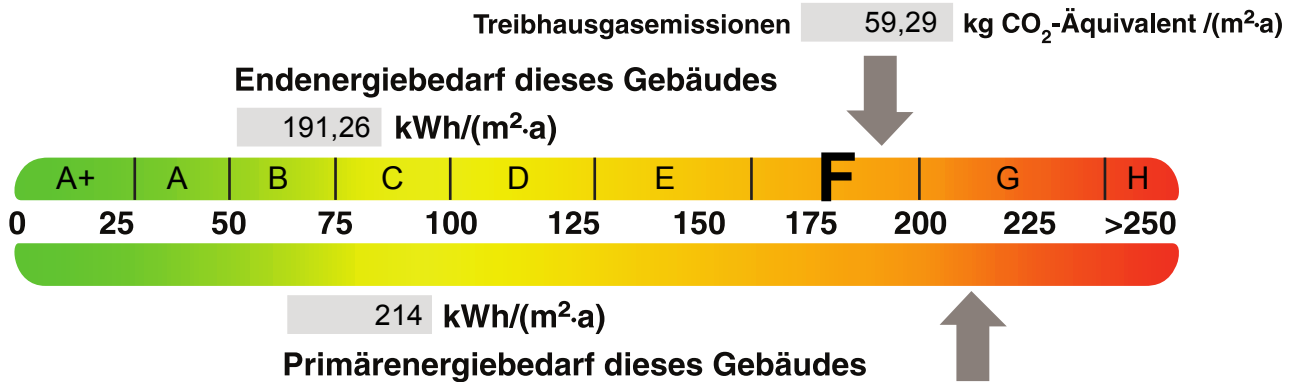 Treibhausgasemissionen 59,29 kg CO₂-Äquivalent /(m²·a)
Endenergiebedarf dieses Gebäudes
191,26 kWh/(m²·a)
A+ A B C D E F G H
0 25 50 75 100 125 150 175 200 225 >250
214 kWh/(m²·a)
Primärenergiebedarf dieses Gebäudes